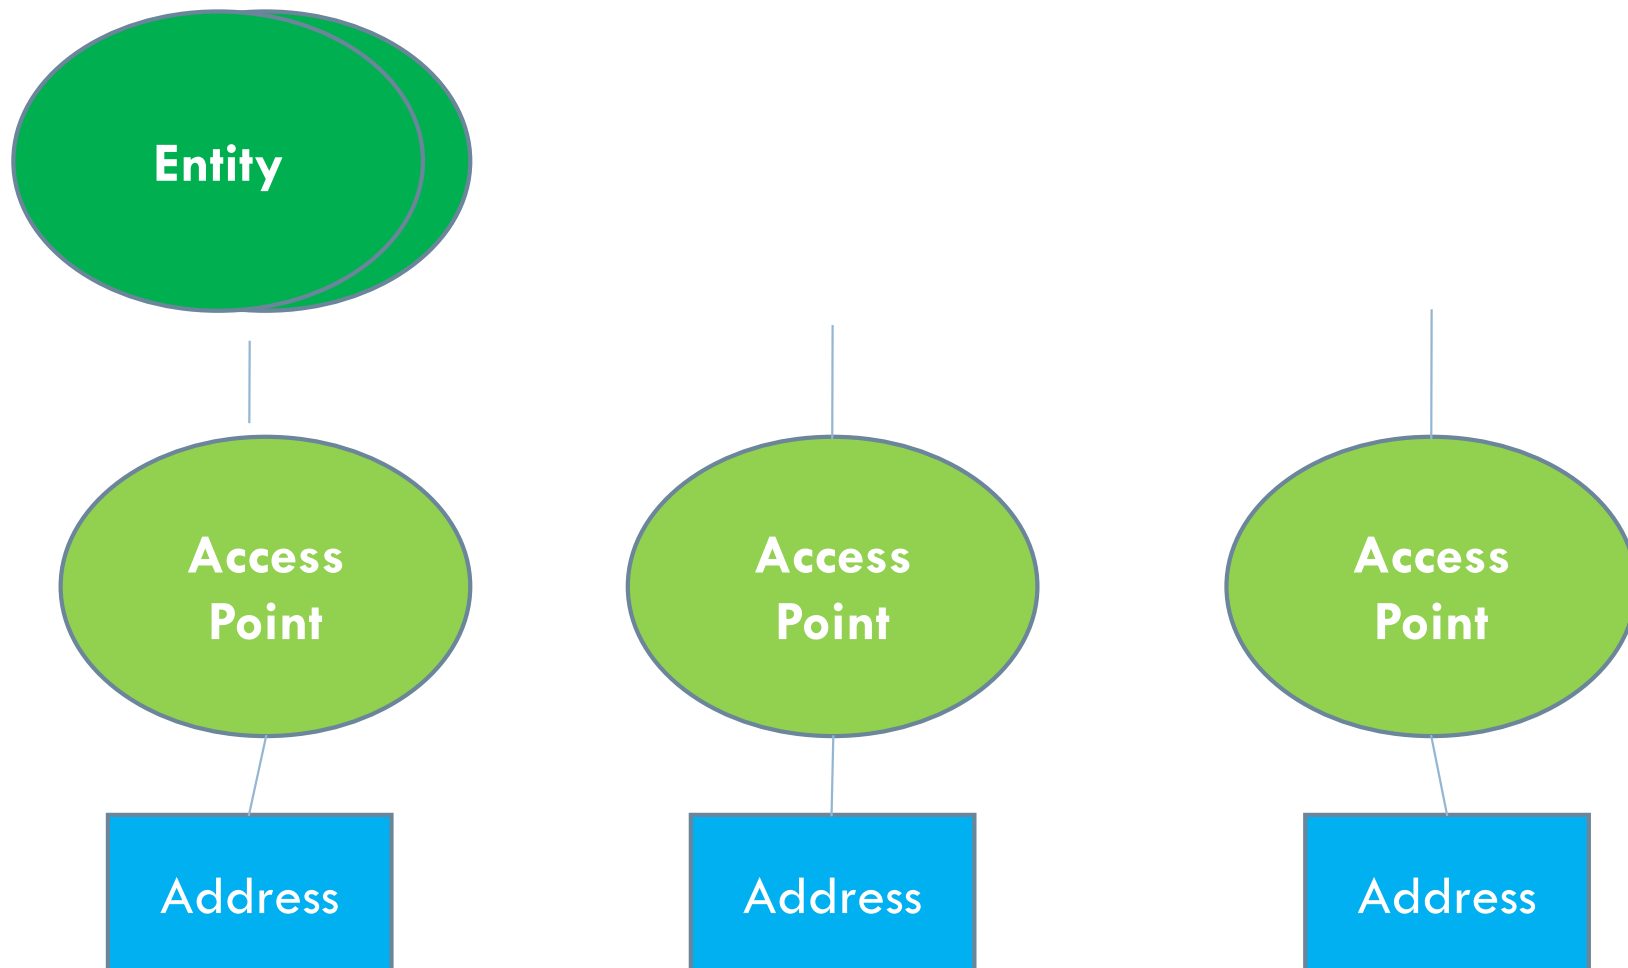 Entity
Access
Point
Access
Point
Access
Point
Address
Address
Address